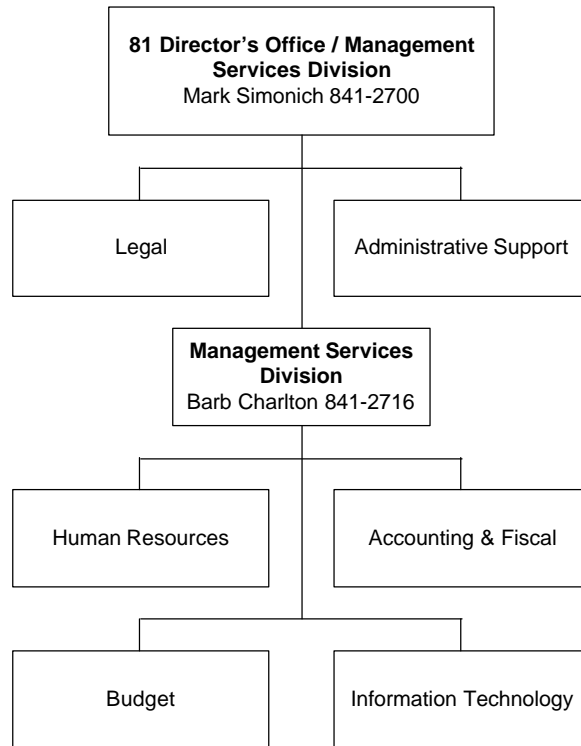 81 Director’s Office / Management
Services Division
Mark Simonich 841-2700
Legal
Administrative Support
Management Services
Division
Barb Charlton 841-2716
Human Resources
Accounting & Fiscal
Budget
Information Technology